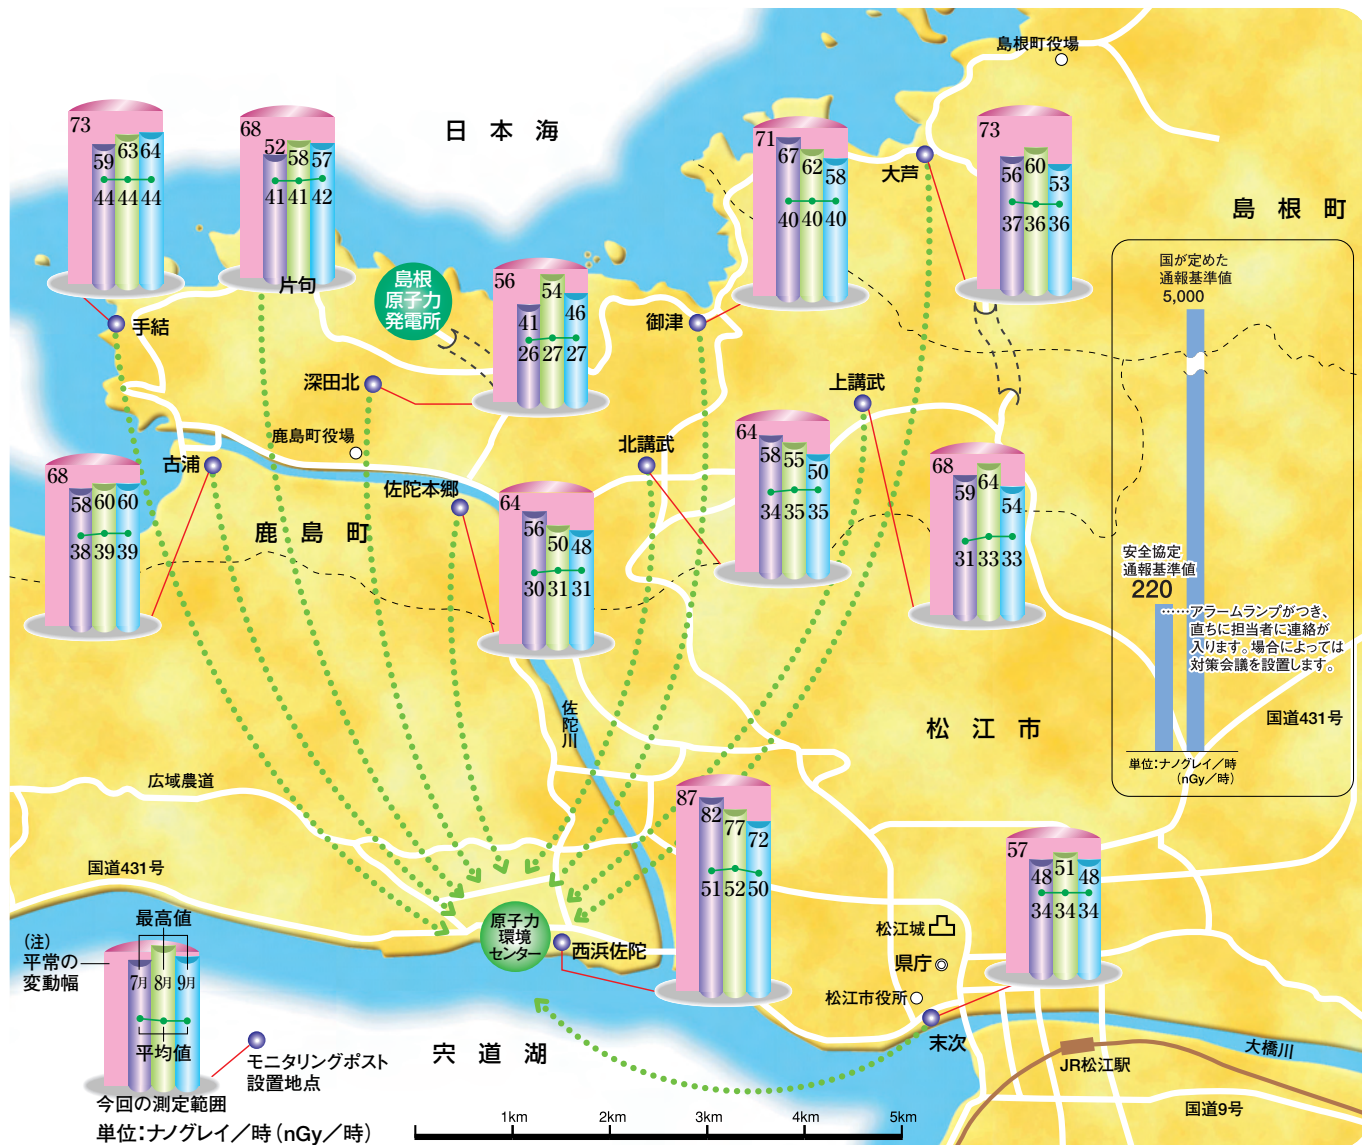 島根町役場
日本海
73
59
63
64
44
44
44
68
52
58
57
41
41
42
片句
島根
原子力
発電所
56
41
54
46
26
27
27
71
67
62
58
40
40
40
大芦
73
56
60
53
37
36
36
島根町
国が定めた
通報基準値
5,000
手結
御津
深田北
上講武
鹿島町役場
北講武
古浦
佐陀本郷
68
58
60
60
38
39
39
鹿島町
64
56
50
48
30
31
31
64
58
55
50
34
35
35
68
59
64
54
31
33
33
安全協定
通報基準値
220
……アラームランプがつき、
直ちに担当者に連絡が
入ります。場合によっては
対策会議を設置します。
単位:ナノグレイ/時
(nGy/時)
国道431号
佐陀川
松江市
広域農道
87
82
77
72
51
52
50
57
48
51
48
34
34
34
国道431号
原子力
環境
センター
西浜佐陀
松江城
県庁
松江市役所
末次
大橋川
JR松江駅
国道9号
宍道湖
最高値
(注)
平常の
変動幅
7月
8月
9月
平均値
モニタリングポスト
設置地点
今回の測定範囲
単位:ナノグレイ/時(nGy/時)
1km
2km
3km
4km
5km